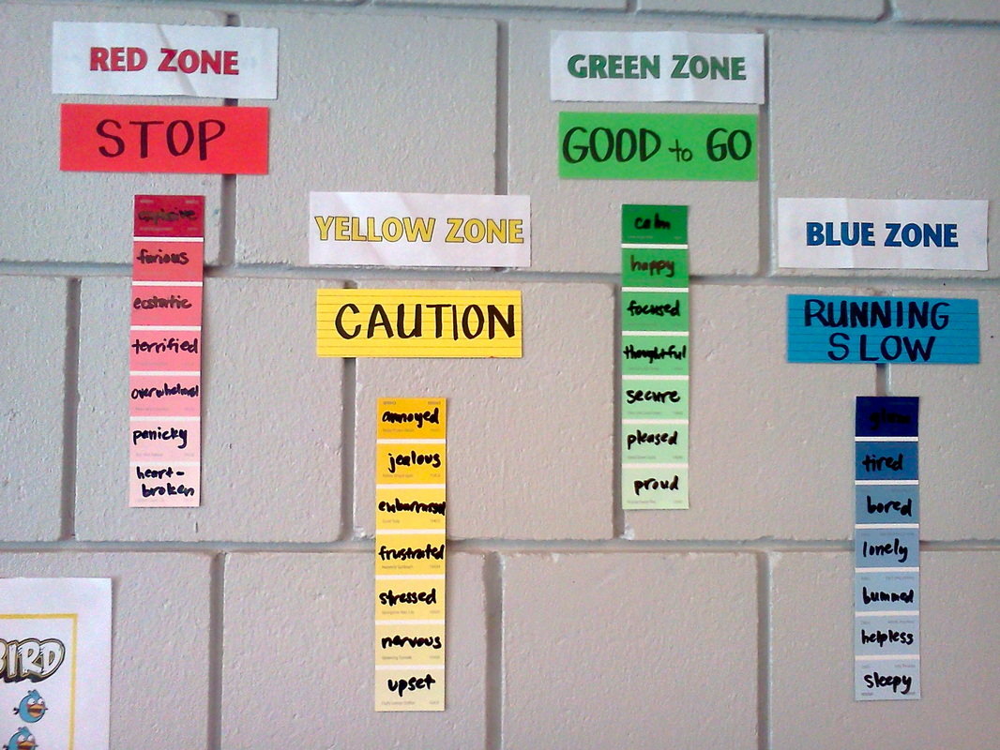 RED ZONE
STOP
explosive
furious
ecstatic
terrified
overwhelmed
panicky
heart-
broken
YELLOW ZONE
CAUTION
annoyed
jealous
embarrassed
frustrated
stressed
nervous
upset
GREEN ZONE
GOOD to GO
calm
happy
focused
thoughtful
secure
pleased
proud
BLUE ZONE
RUNNING
SLOW
tired
bored
lonely
bummed
helpless
sleepy
BIRD